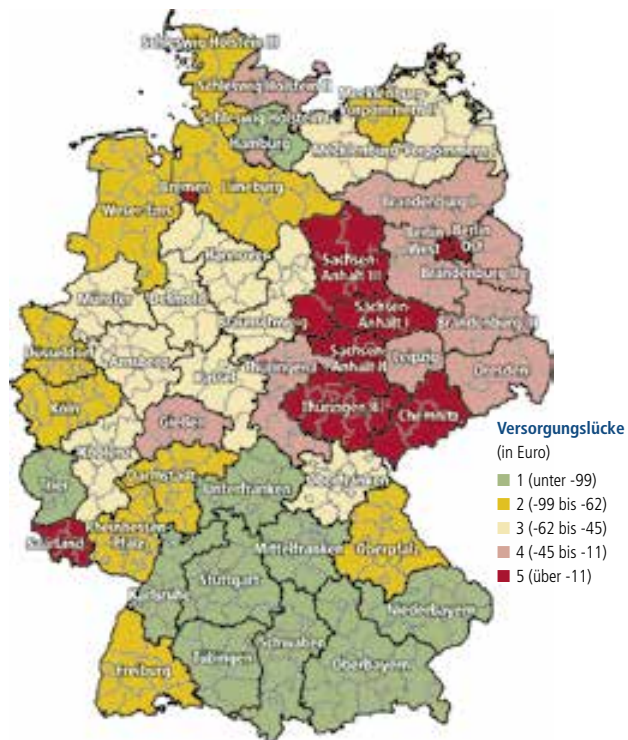 Schleswig Holstein III
Schleswig Holstein II
Mecklenburg-
Vorpommern II
Schleswig Holstein I
Hamburg
Mecklenburg-Vorpommern I
Bremen
Lüneburg
Weser-Ems
Brandenburg I
Berlin
West
Berlin
Ost
Hannover
Sachsen-
Anhalt III
Brandenburg II
Münster
Detmold
Braunschweig
Sachsen-
Anhalt I
Brandenburg III
Düsseldorf
Arnsberg
Kassel
Thüringen I
Sachsen-
Anhalt II
Leipzig
Dresden
Köln
Gießen
Thüringen II
Chemnitz
Koblenz
Trier
Darmstadt
Unterfranken
Oberfranken
Rheinhessen-
Pfalz
Saarland
Mittelfranken
Oberpfalz
Karlsruhe
Stuttgart
Niederbayern
Schwaben
Freiburg
Tübingen
Oberbayern
Versorgungslücke
(in Euro)
1 (unter -99)
2 (-99 bis -62)
3 (-62 bis -45)
4 (-45 bis -11)
5 (über -11)